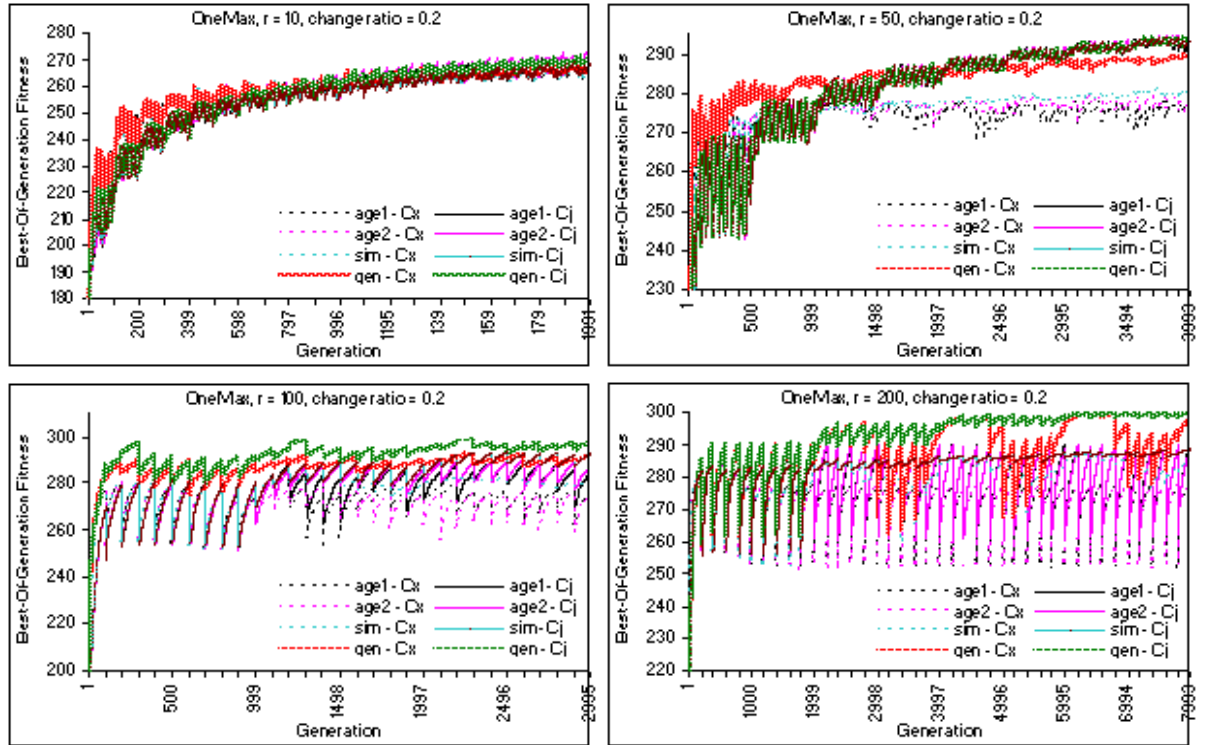 OneMax, r = 10, change ratio = 0.2
Best-Of-Generation Fitness
280
270
260
250
240
230
220
210
200
190
180
age1 - Cx
age1 - Cj
age2 - Cx
age2 - Cj
sim - Cx
sim - Cj
gen - Cx
gen - Cj
1
200
399
598
797
996
1195
139
159
179
1991
Generation
OneMax, r = 50, change ratio = 0.2
Best-Of-Generation Fitness
290
280
270
260
250
240
230
age1 - Cx
age1 - Cj
age2 - Cx
age2 - Cj
sim - Cx
sim - Cj
gen - Cx
gen - Cj
1
500
999
1498
1997
2496
2995
3494
3993
Generation
OneMax, r = 100, change ratio = 0.2
Best-Of-Generation Fitness
300
280
260
240
220
200
age1 - Cx
age1 - Cj
age2 - Cx
age2 - Cj
sim - Cx
sim - Cj
gen - Cx
gen - Cj
1
500
999
1498
1997
2496
2995
Generation
OneMax, r = 200, change ratio = 0.2
Best-Of-Generation Fitness
300
290
280
270
260
250
240
230
220
age1 - Cx
age1 - Cj
age2 - Cx
age2 - Cj
sim - Cx
sim - Cj
gen - Cx
gen - Cj
1
1000
1999
2998
3997
4996
5995
6994
7993
Generation